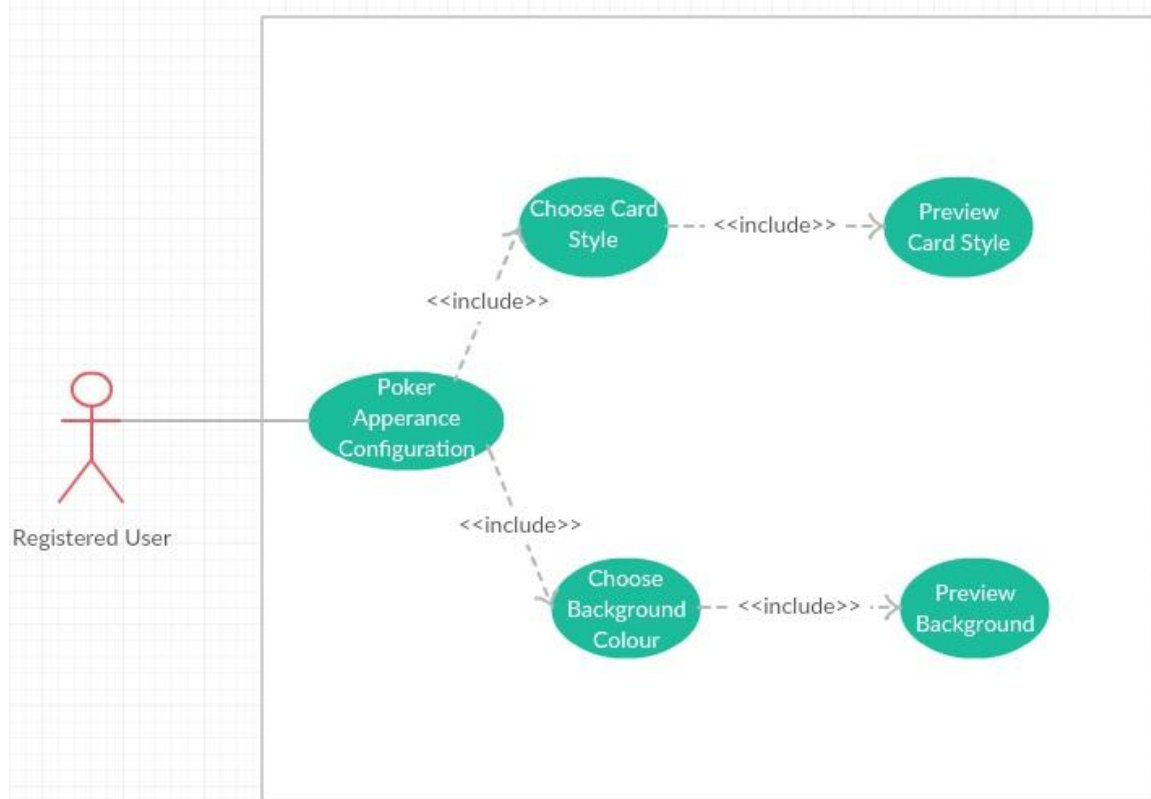 Choose Card
Style
<<include>>
Preview
Card Style
<<include>>
Poker
Apperance
Configuration
Registered User
<<include>>
Choose
Background
Colour
<<include>>
Preview
Background